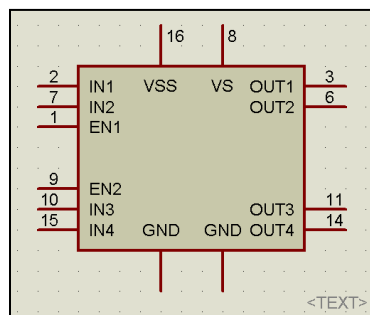 16 8
2 IN1 VSS VS OUT1 3
7 IN2 OUT2 6
1 EN1
9 EN2
10 IN3 OUT3 11
15 IN4 GND GND OUT4 14
<TEXT>